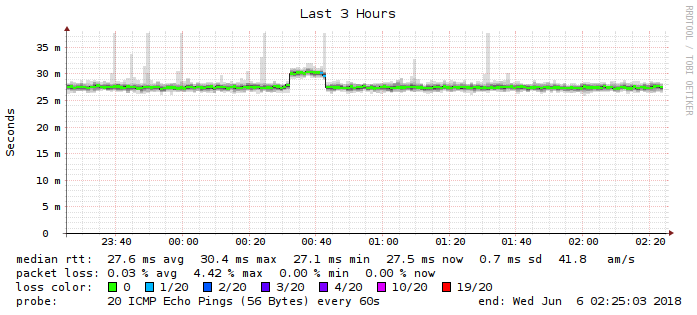 Last 3 Hours
RRDTOOL / TOBI OETIKER
Seconds
35 m
30 m
25 m
20 m
15 m
10 m
5 m
0
23:40 00:00 00:20 00:40 01:00 01:20 01:40 02:00 02:20
median rtt: 27.6 ms avg 30.4 ms max 27.1 ms min 27.5 ms now 0.7 ms sd 41.8 am/s
packet loss: 0.03 % avg 4.42 % max 0.00 % min 0.00 % now
loss color: 0 1/20 2/20 3/20 4/20 10/20 19/20
probe: 20 ICMP Echo Pings (56 Bytes) every 60s end: Wed Jun 6 02:25:03 2018